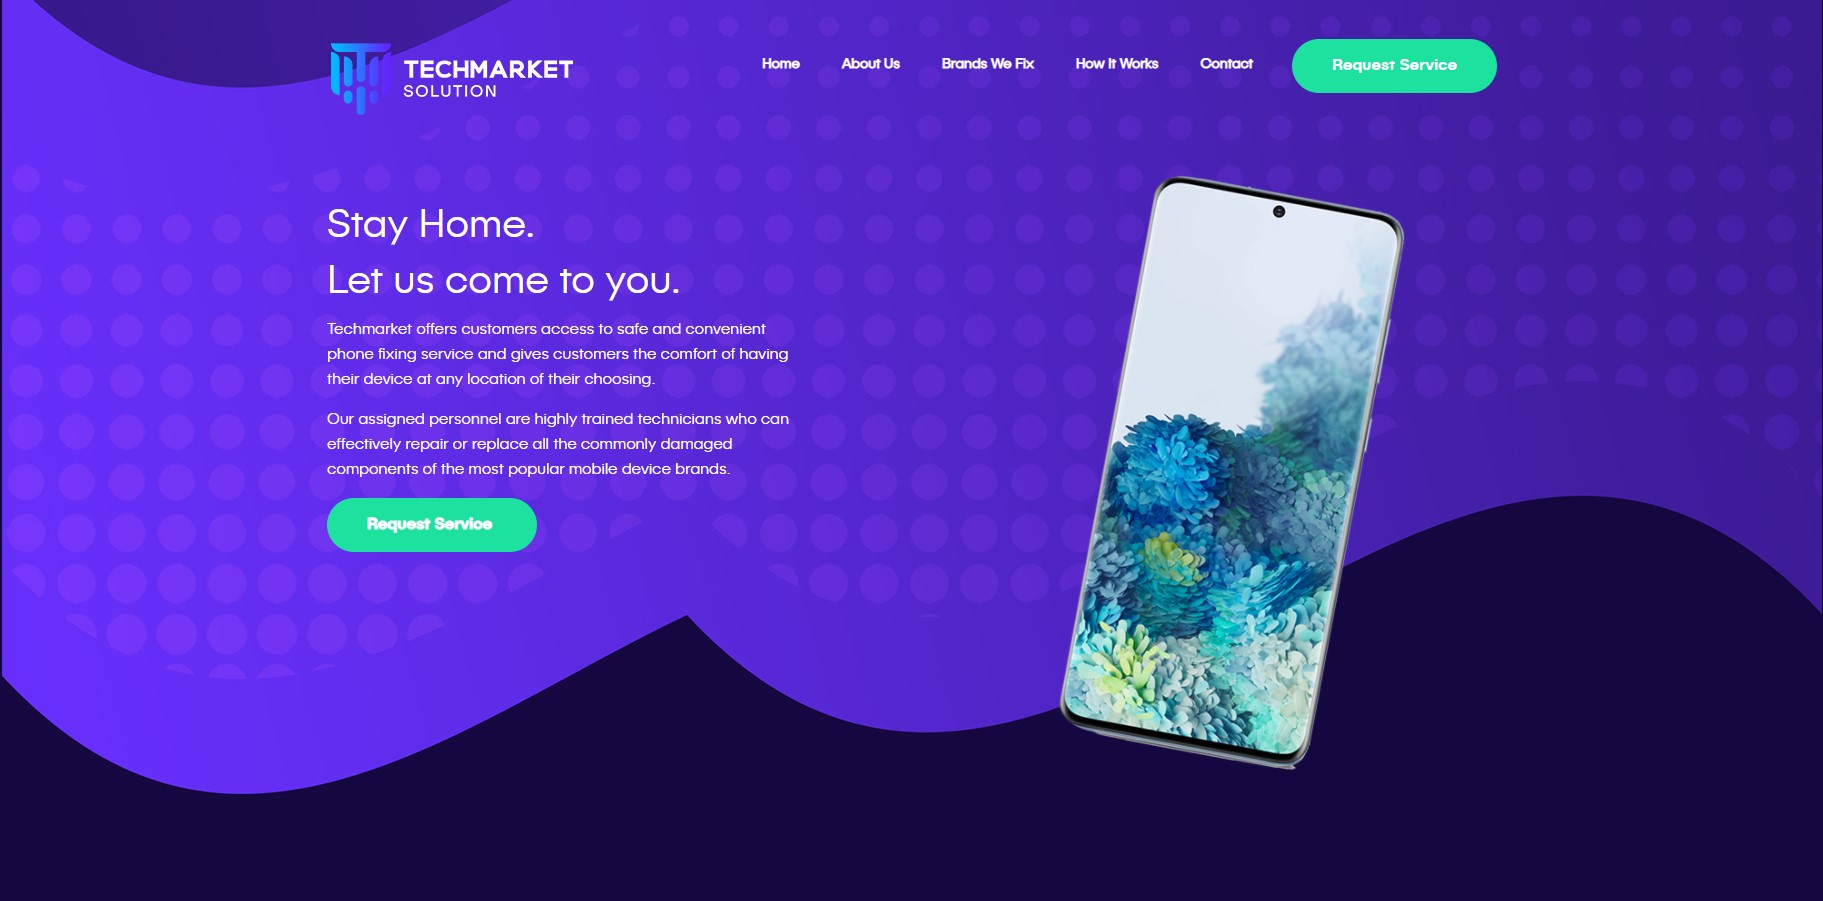 TECHMARKET
SOLUTION
Home
About Us
Brands We Fix
How It Works
Contact
Request Service
Stay Home.
Let us come to you.
Techmarket offers customers access to safe and convenient
phone fixing service and gives customers the comfort of having
their device at any location of their choosing.
Our assigned personnel are highly trained technicians who can
effectively repair or replace all the commonly damaged
components of the most popular mobile device brands.
Request Service